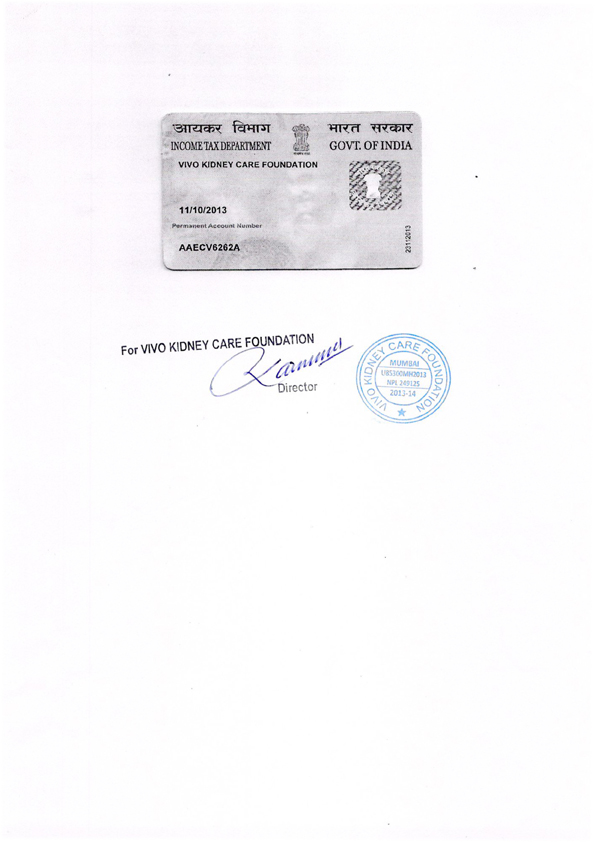 आयकर विभाग
INCOME TAX DEPARTMENT
भारत सरकार
GOVT. OF INDIA
VIVO KIDNEY CARE FOUNDATION
11/10/2013
Permanent Account Number
AAECV6262A
23112013
For VIVO KIDNEY CARE FOUNDATION
Director
VIVO KIDNEY CARE FOUNDATION
MUMBAI
U85300MH2013
NPL 249125
2013-14